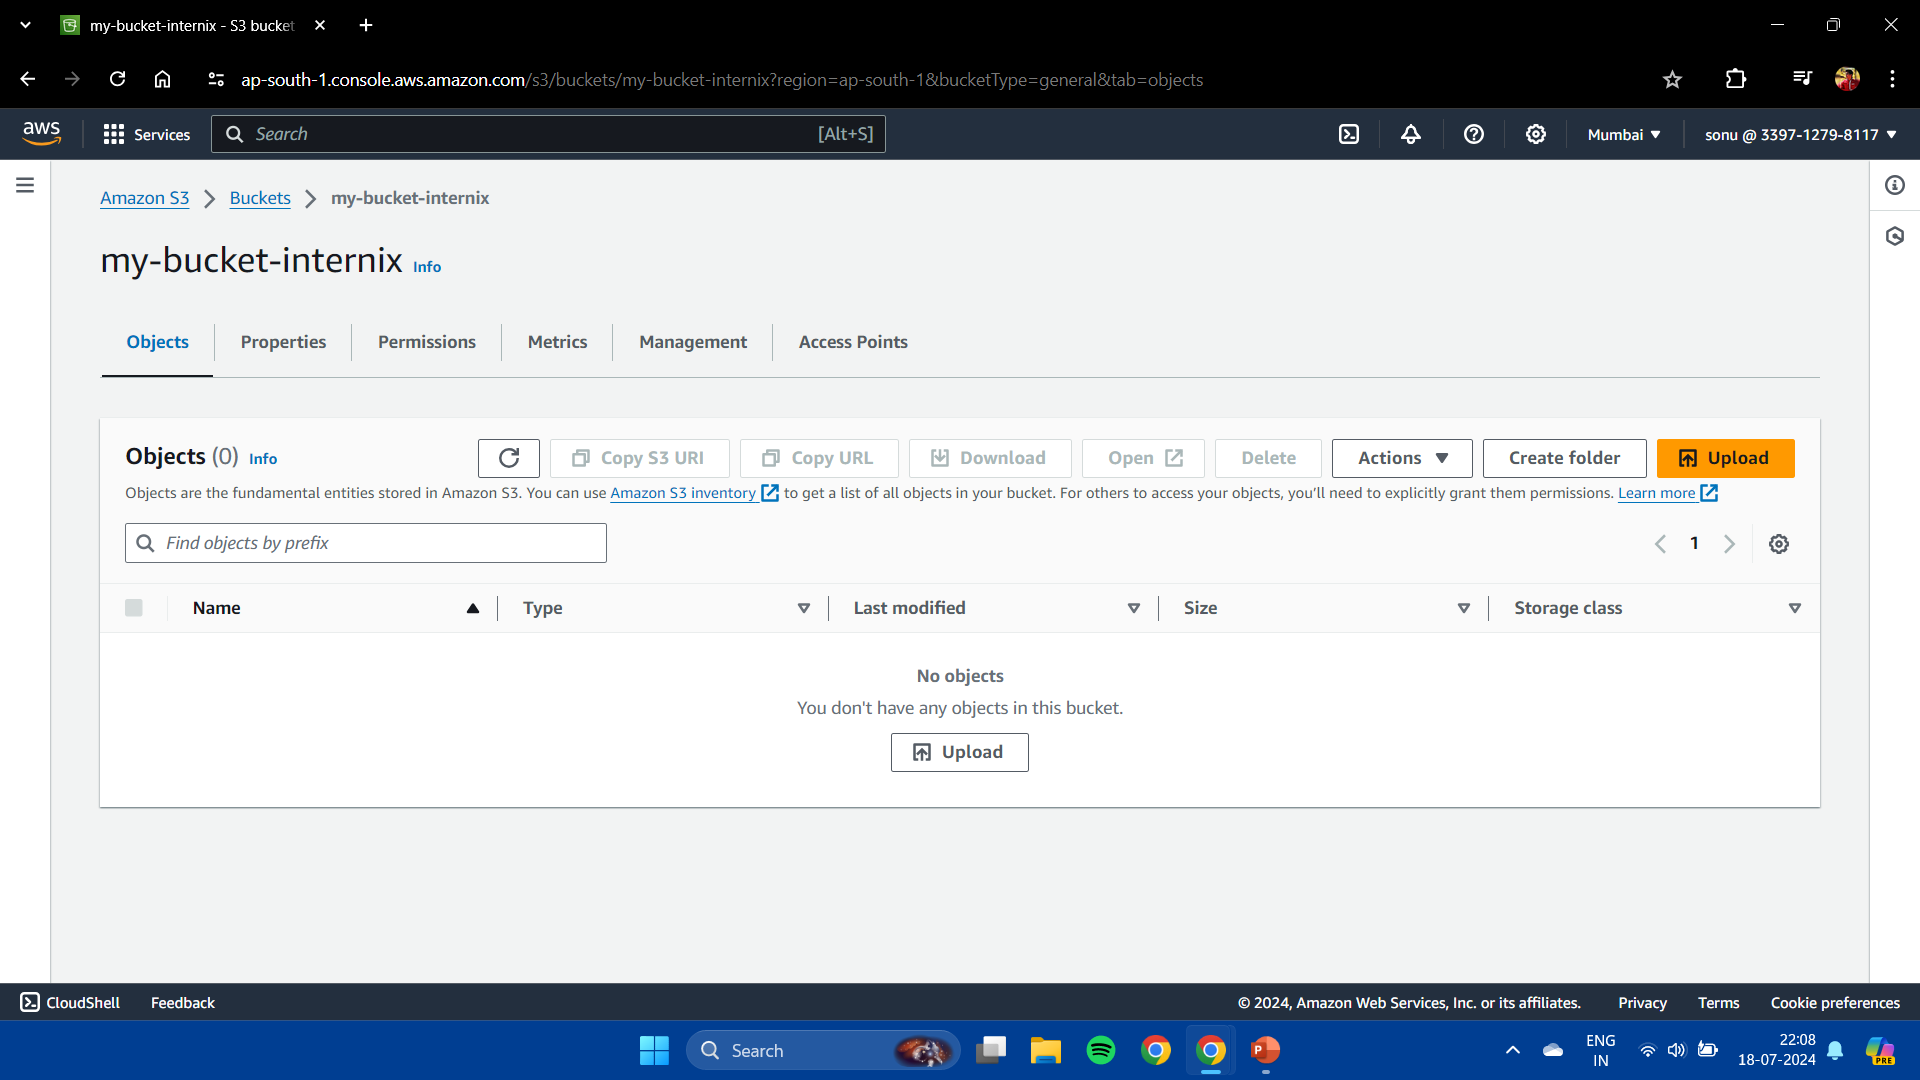 my-bucket-internix - S3 bucket
ap-south-1.console.aws.amazon.com/s3/buckets/my-bucket-internix?region=ap-south-1&bucketType=general&tab=objects
aws Services Search [Alt+S] Mumbai sonu @ 3397-1279-8117
Amazon S3 Buckets my-bucket-internix
my-bucket-internix Info
Objects Properties Permissions Metrics Management Access Points
Objects (0) Info Copy S3 URI Copy URL Download Open Delete Actions Create folder Upload
Objects are the fundamental entities stored in Amazon S3. You can use Amazon S3 inventory to get a list of all objects in your bucket. For others to access your objects, you'll need to explicitly grant them permissions. Learn more
Find objects by prefix 1
Name Type Last modified Size Storage class
No objects
You don't have any objects in this bucket.
Upload
CloudShell Feedback © 2024, Amazon Web Services, Inc. or its affiliates. Privacy Terms Cookie preferences
Search P ENG 22:08
IN 18-07-2024 PRE